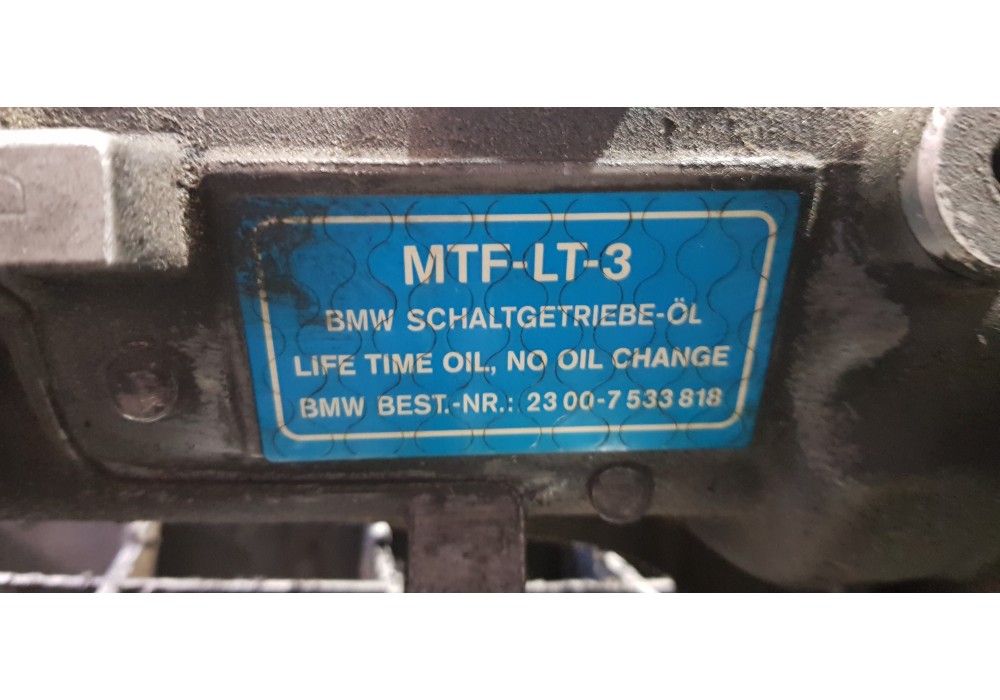 MTF-LT-3
BMW SCHALTGETRIEBE-ÖL
LIFE TIME OIL, NO OIL CHANGE
BMW BEST.-NR.: 23 00-7 533 818